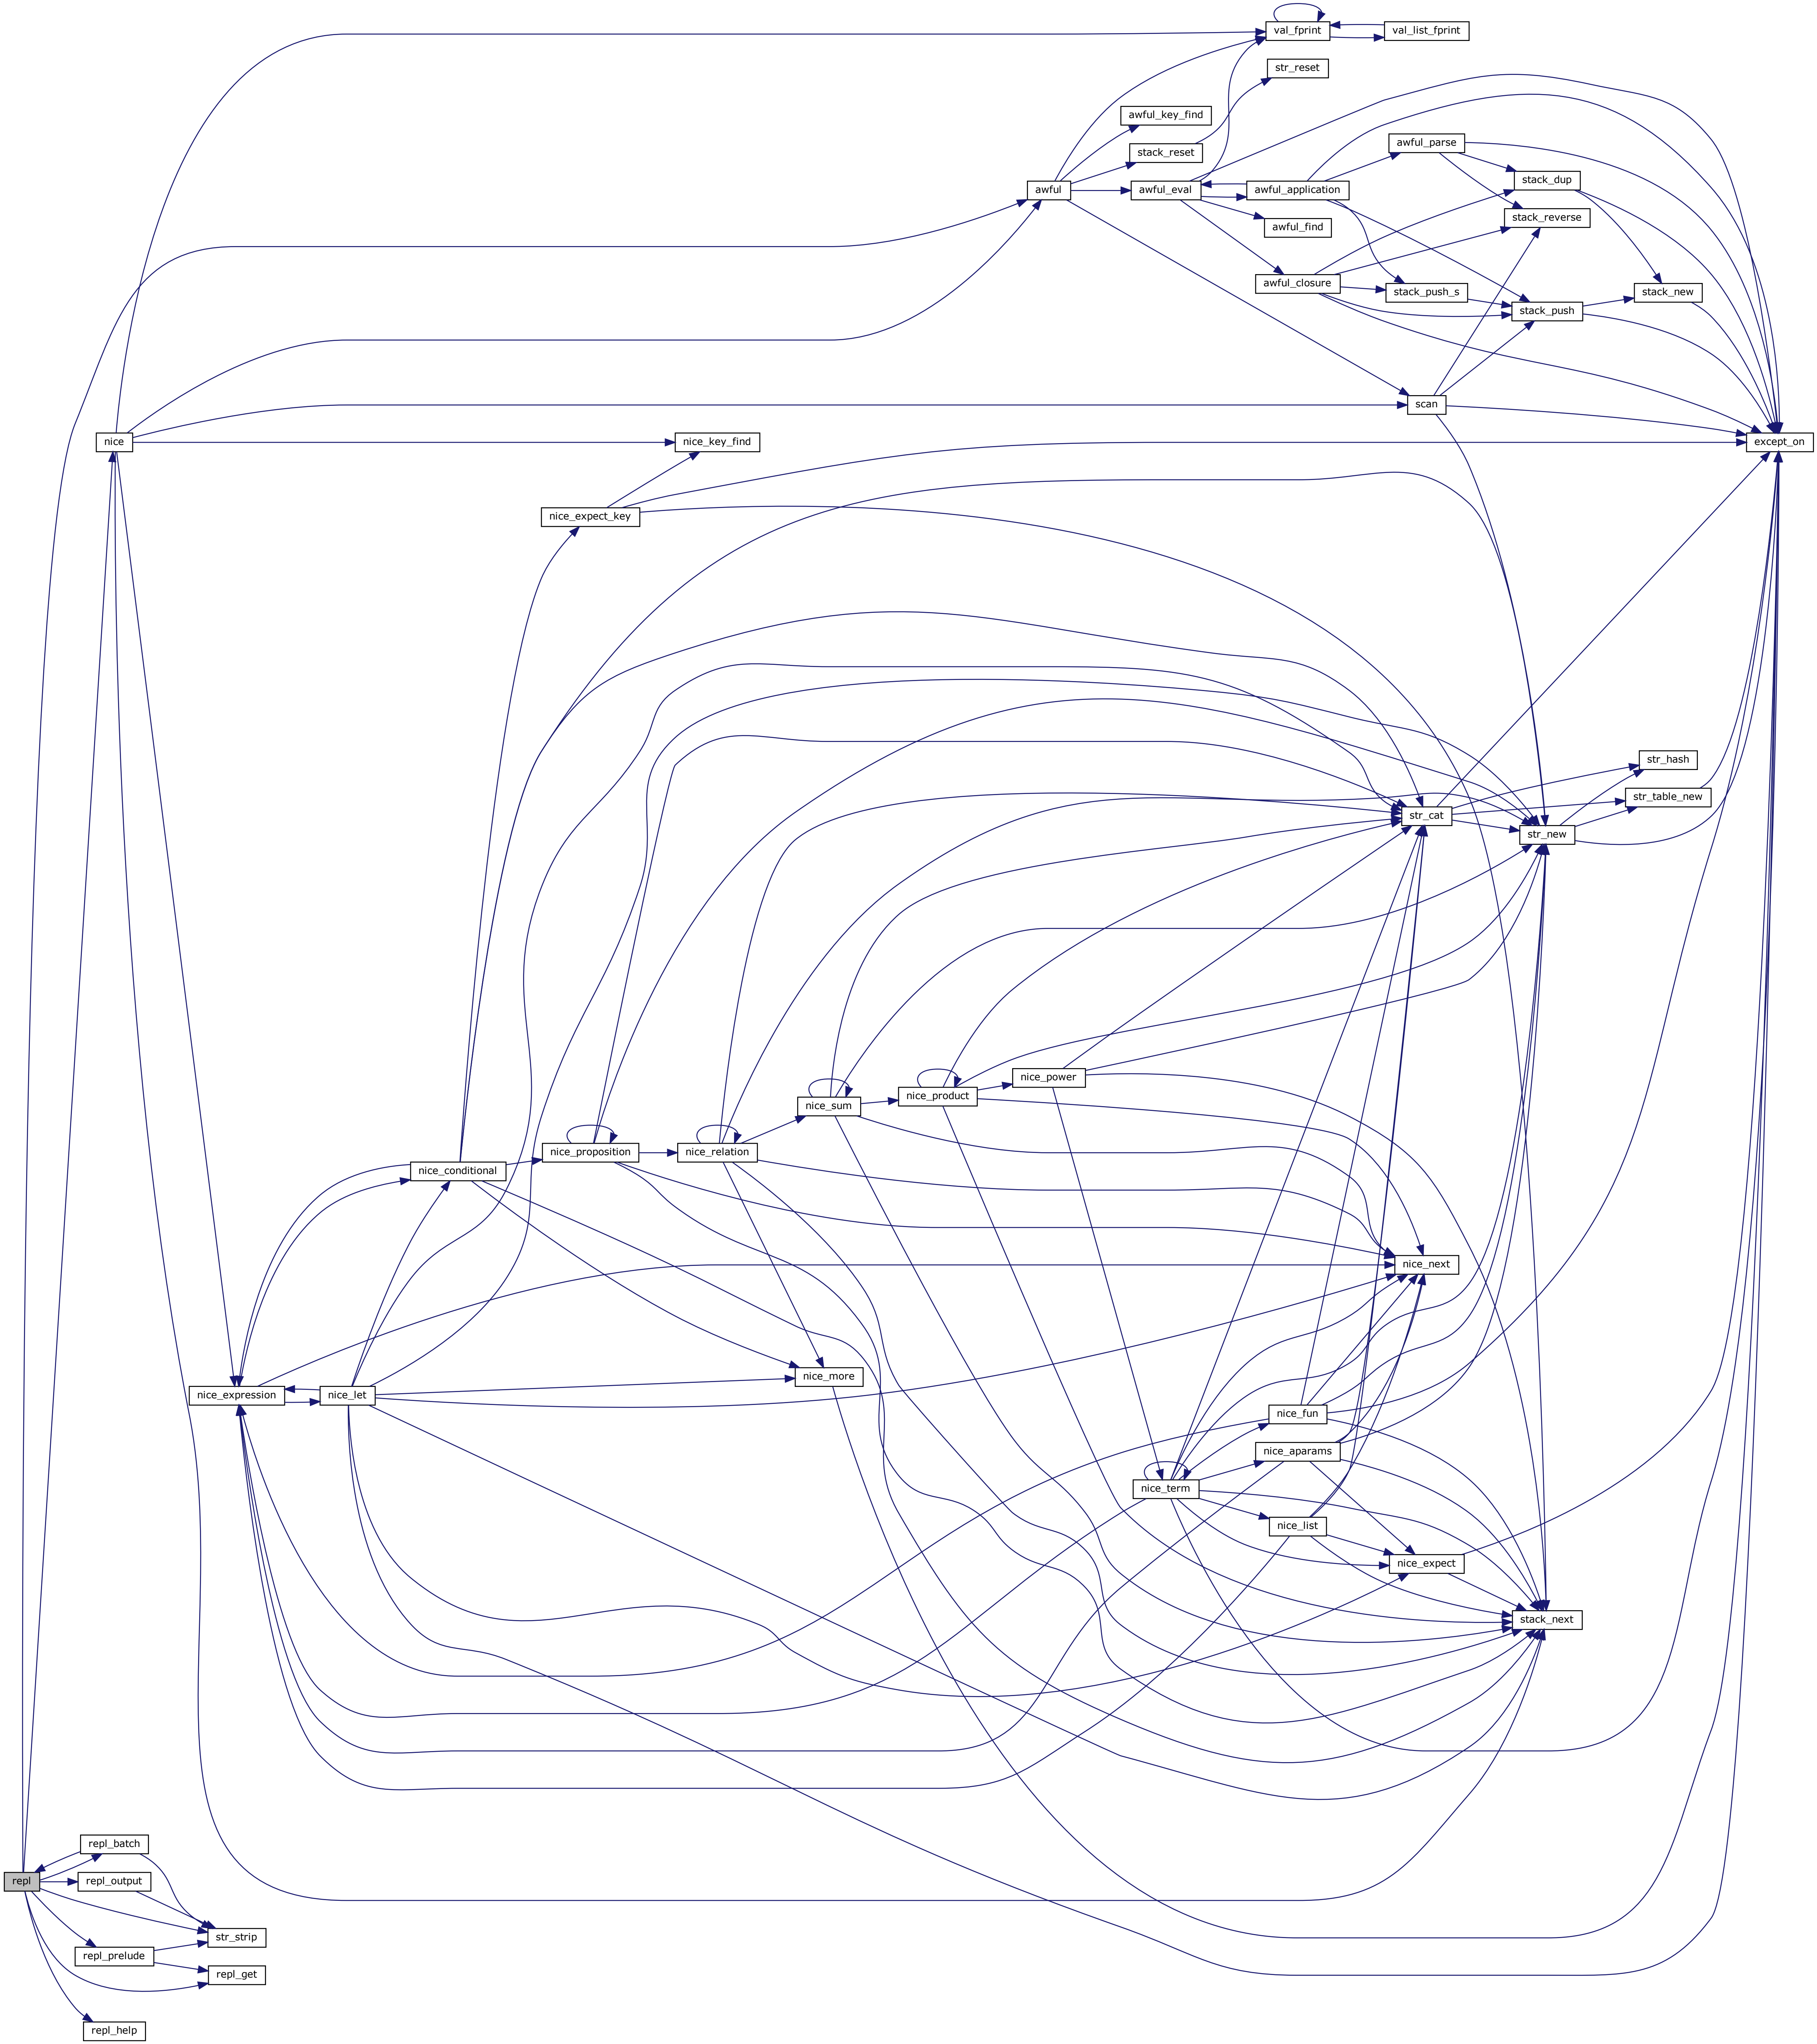 val_fprint
val_list_fprint
str_reset
awful_key_find
awful_parse
stack_reset
stack_dup
awful
awful_eval
awful_application
stack_reverse
awful_find
awful_closure
stack_push_s
stack_new
stack_push
scan
nice
nice_key_find
except_on
nice_expect_key
str_hash
str_table_new
str_cat
str_new
nice_power
nice_product
nice_sum
nice_proposition
nice_relation
nice_conditional
nice_next
nice_more
nice_expression
nice_let
nice_fun
nice_aparams
nice_term
nice_list
nice_expect
stack_next
repl_batch
repl
repl_output
str_strip
repl_prelude
repl_get
repl_help